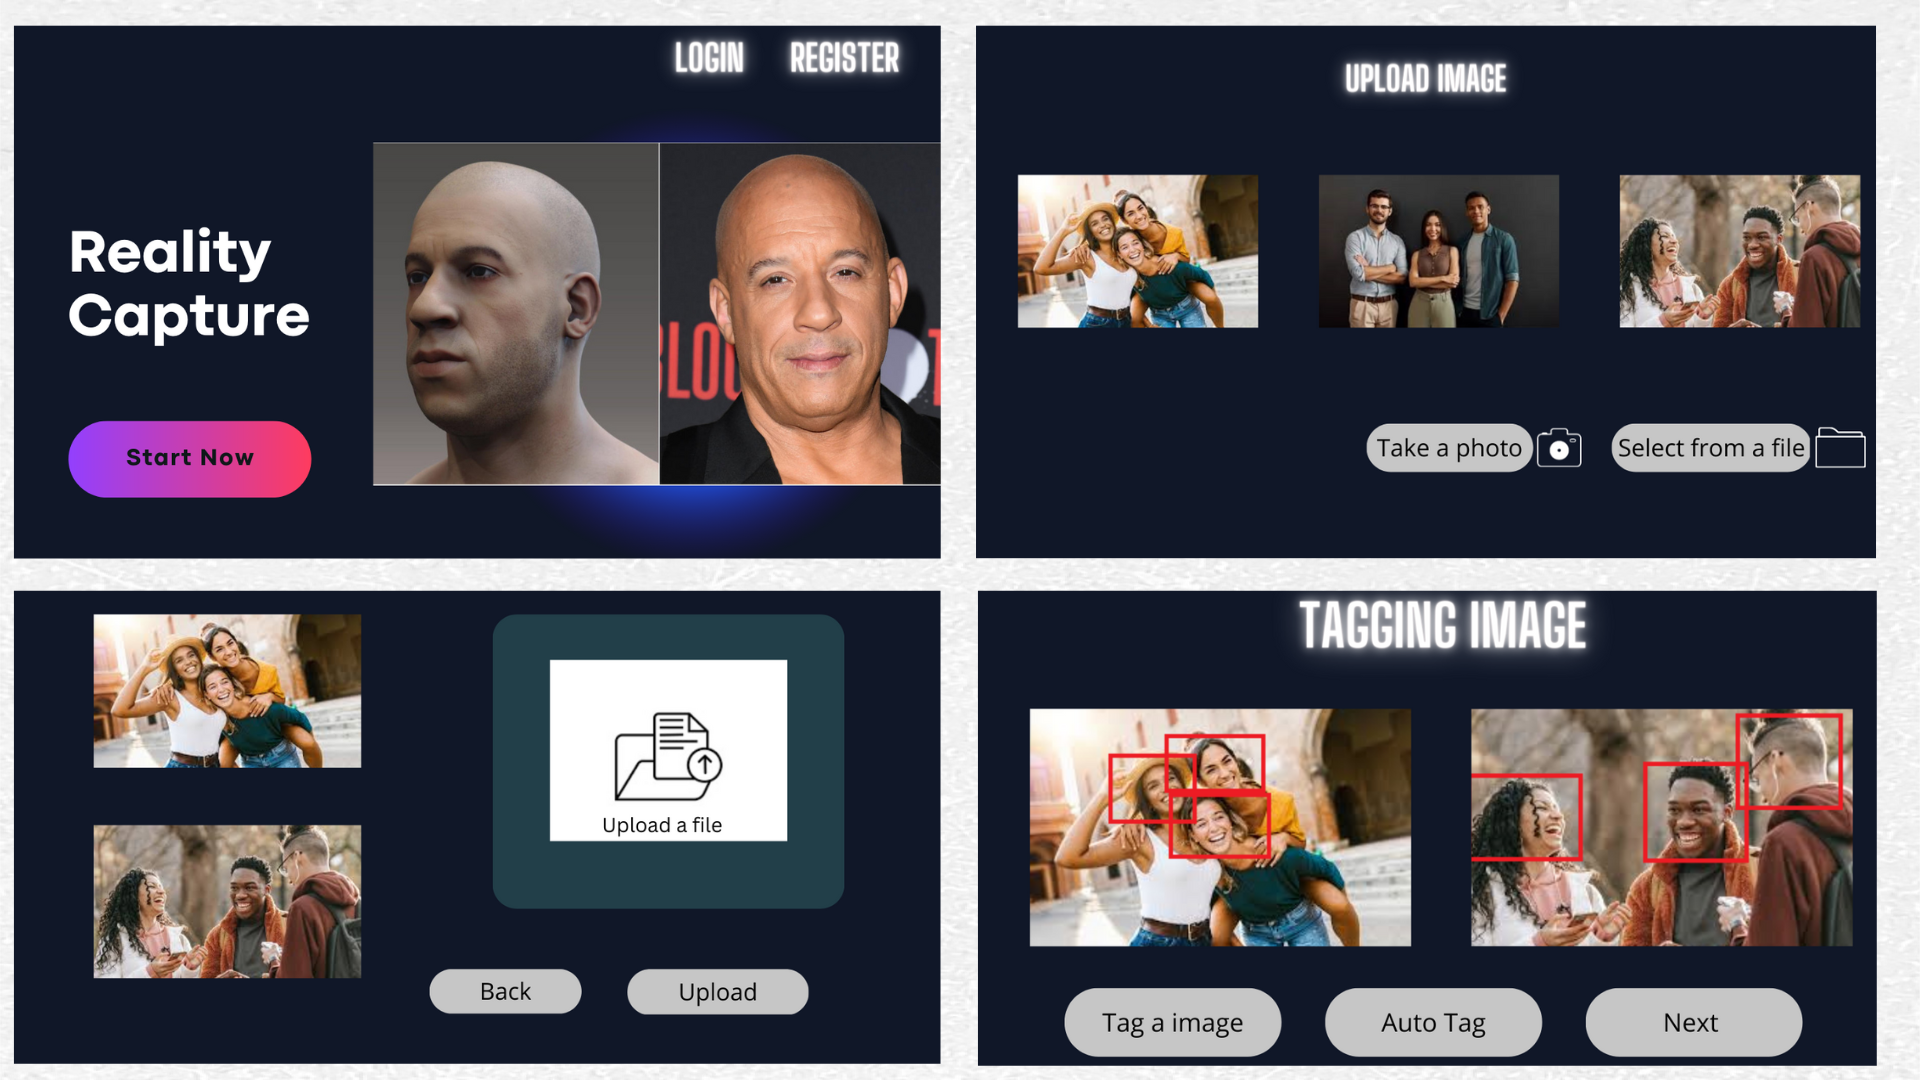 LOGIN REGISTER
Reality
Capture
Start Now
UPLOAD IMAGE
Take a photo
Select from a file
Upload a file
Back
Upload
TAGGING IMAGE
Tag a image
Auto Tag
Next